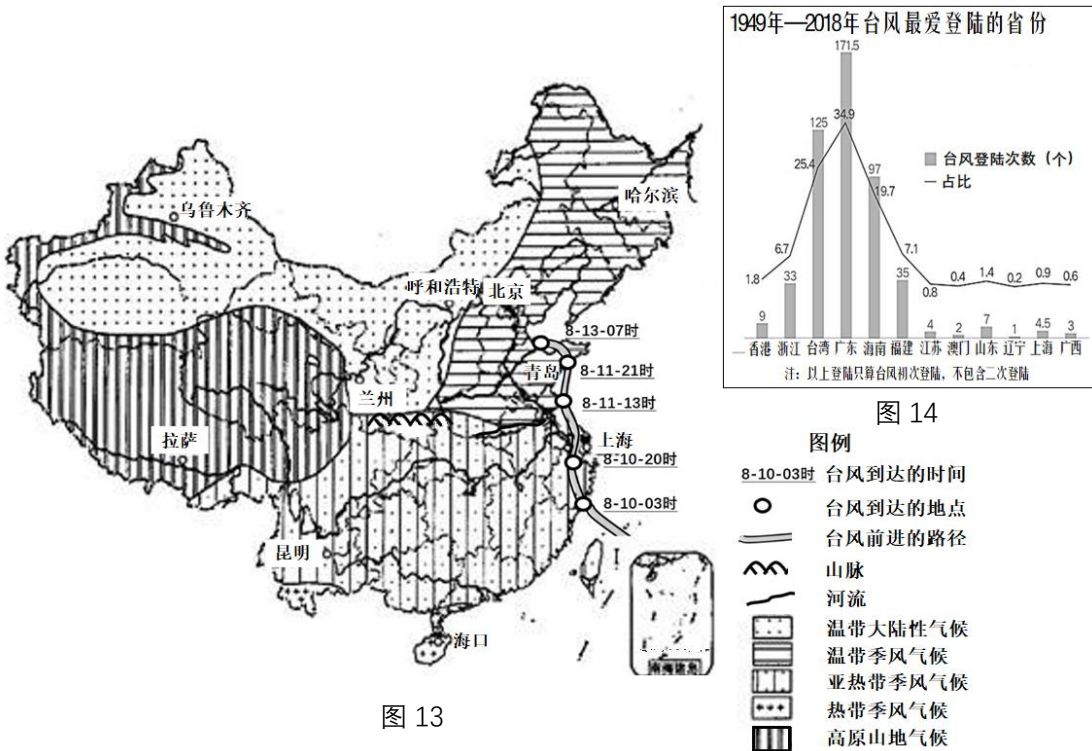 1949年—2018年台风最爱登陆的省份
171.5
125
34.9
25.4
97
19.7
台风登陆次数（个）
占比
6.7
33
1.8
9
7.1
35
0.8
4
0.4
2
1.4
7
0.2
1
0.9
4.5
0.6
3
香港 浙江 台湾 广东 海南 福建 江苏 澳门 山东 辽宁 上海 广西
注：以上登陆只算台风初次登陆，不包含二次登陆
图 14
哈尔滨
乌鲁木齐
呼和浩特
北京
8-13-07时
青岛
8-11-21时
兰州
8-11-13时
拉萨
上海
8-10-20时
8-10-03时
昆明
海口
南海诸岛
图 13
图例
8-10-03时 台风到达的时间
台风到达的地点
台风前进的路径
山脉
河流
温带大陆性气候
温带季风气候
亚热带季风气候
热带季风气候
高原山地气候